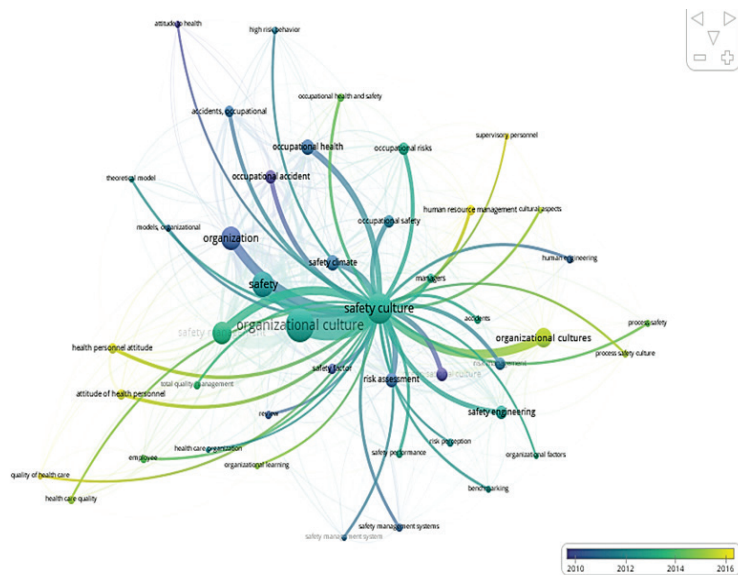 attitude to health
high risk behavior
occupational health and safety
accidents, occupational
supervisory personnel
occupational health
occupational risks
occupational accident
theoretical model
human resource management
cultural aspects
occupational safety
models, organizational
organization
human engineering
safety climate
managers
safety
safety culture
accidents
process safety
organizational culture
organizational cultures
health personnel attitude
process safety culture
safety factor
risk assessment
total quality management
attitude of health personnel
review
safety engineering
risk perception
health care organization
safety performance
organizational factors
employee
organizational learning
quality of health care
benchmarking
health care quality
safety management systems
safety management system
2010
2012
2014
2016